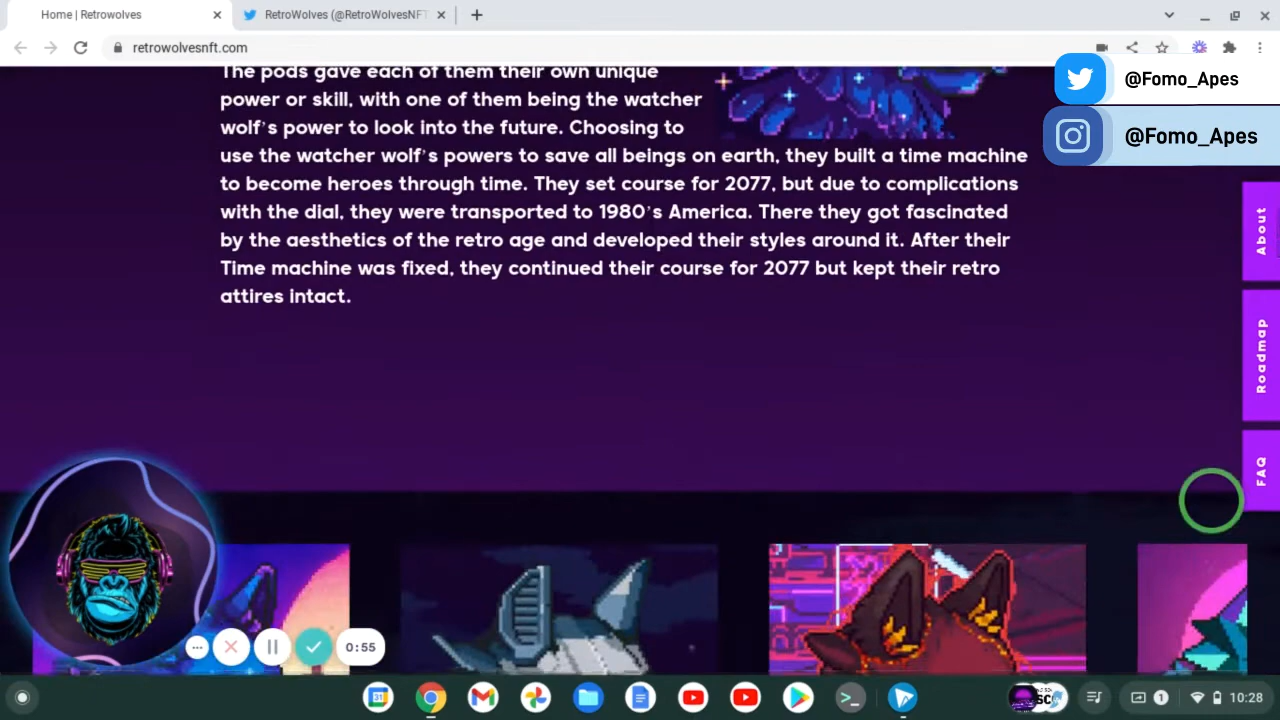 Home | Retrowolves
RetroWolves (@RetroWolvesNFT
retrowolvesnft.com
@Fomo_Apes
@Fomo_Apes
The pods gave each of them their own unique
power or skill, with one of them being the watcher
wolf's power to look into the future. Choosing to
use the watcher wolf's powers to save all beings on earth, they built a time machine
to become heroes through time. They set course for 2077, but due to complications
with the dial, they were transported to 1980's America. There they got fascinated
by the aesthetics of the retro age and developed their styles around it. After their
Time machine was fixed, they continued their course for 2077 but kept their retro
attires intact.
About
Roadmap
FAQ
0:55
31
1
10:28